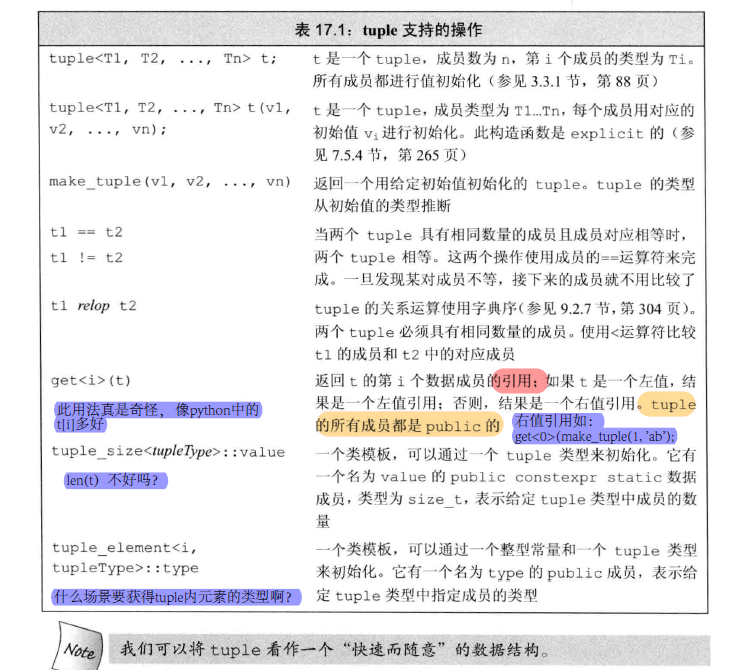 表 17.1：tuple 支持的操作
tuple<T1, T2, ..., Tn> t;
t 是一个 tuple，成员数为 n，第 i 个成员的类型为 Ti。
所有成员都进行值初始化（参见 3.3.1 节，第 88 页）
tuple<T1, T2, ..., Tn> t(v1,
v2, ..., vn);
t 是一个 tuple，成员类型为 T1…Tn，每个成员用对应的
初始值 vi 进行初始化。此构造函数是 explicit 的（参
见 7.5.4 节，第 265 页）
make_tuple(v1, v2, ..., vn)
返回一个用给定初始值初始化的 tuple。tuple 的类型
从初始值的类型推断
t1 == t2
t1 != t2
当两个 tuple 具有相同数量的成员且成员对应相等时，
两个 tuple 相等。这两个操作使用成员的==运算符来完
成。一旦发现某对成员不等，接下来的成员就不用比较了
t1 relop t2
tuple 的关系运算使用字典序（参见 9.2.7 节，第 304 页）。
两个 tuple 必须具有相同数量的成员。使用<运算符比较
t1 的成员和 t2 中的对应成员
get<i>(t)
此用法真是奇怪，像python中的
t[i]多好
返回 t 的第 i 个数据成员的引用；如果 t 是一个左值，结
果是一个左值引用；否则，结果是一个右值引用。tuple
的所有成员都是 public 的
右值引用如：
get<0>(make_tuple(1, 'ab');
tuple_size<tupleType>::value
len(t) 不好吗？
一个类模板，可以通过一个 tuple 类型来初始化。它有
一个名为 value 的 public constexpr static 数据
成员，类型为 size_t，表示给定 tuple 类型中成员的数
量
tuple_element<i,
tupleType>::type
什么场景要获得tuple内元素的类型啊？
一个类模板，可以通过一个整型常量和一个 tuple 类型
来初始化。它有一个名为 type 的 public 成员，表示给
定 tuple 类型中指定成员的类型
Note
我们可以将 tuple 看作一个“快速而随意”的数据结构。